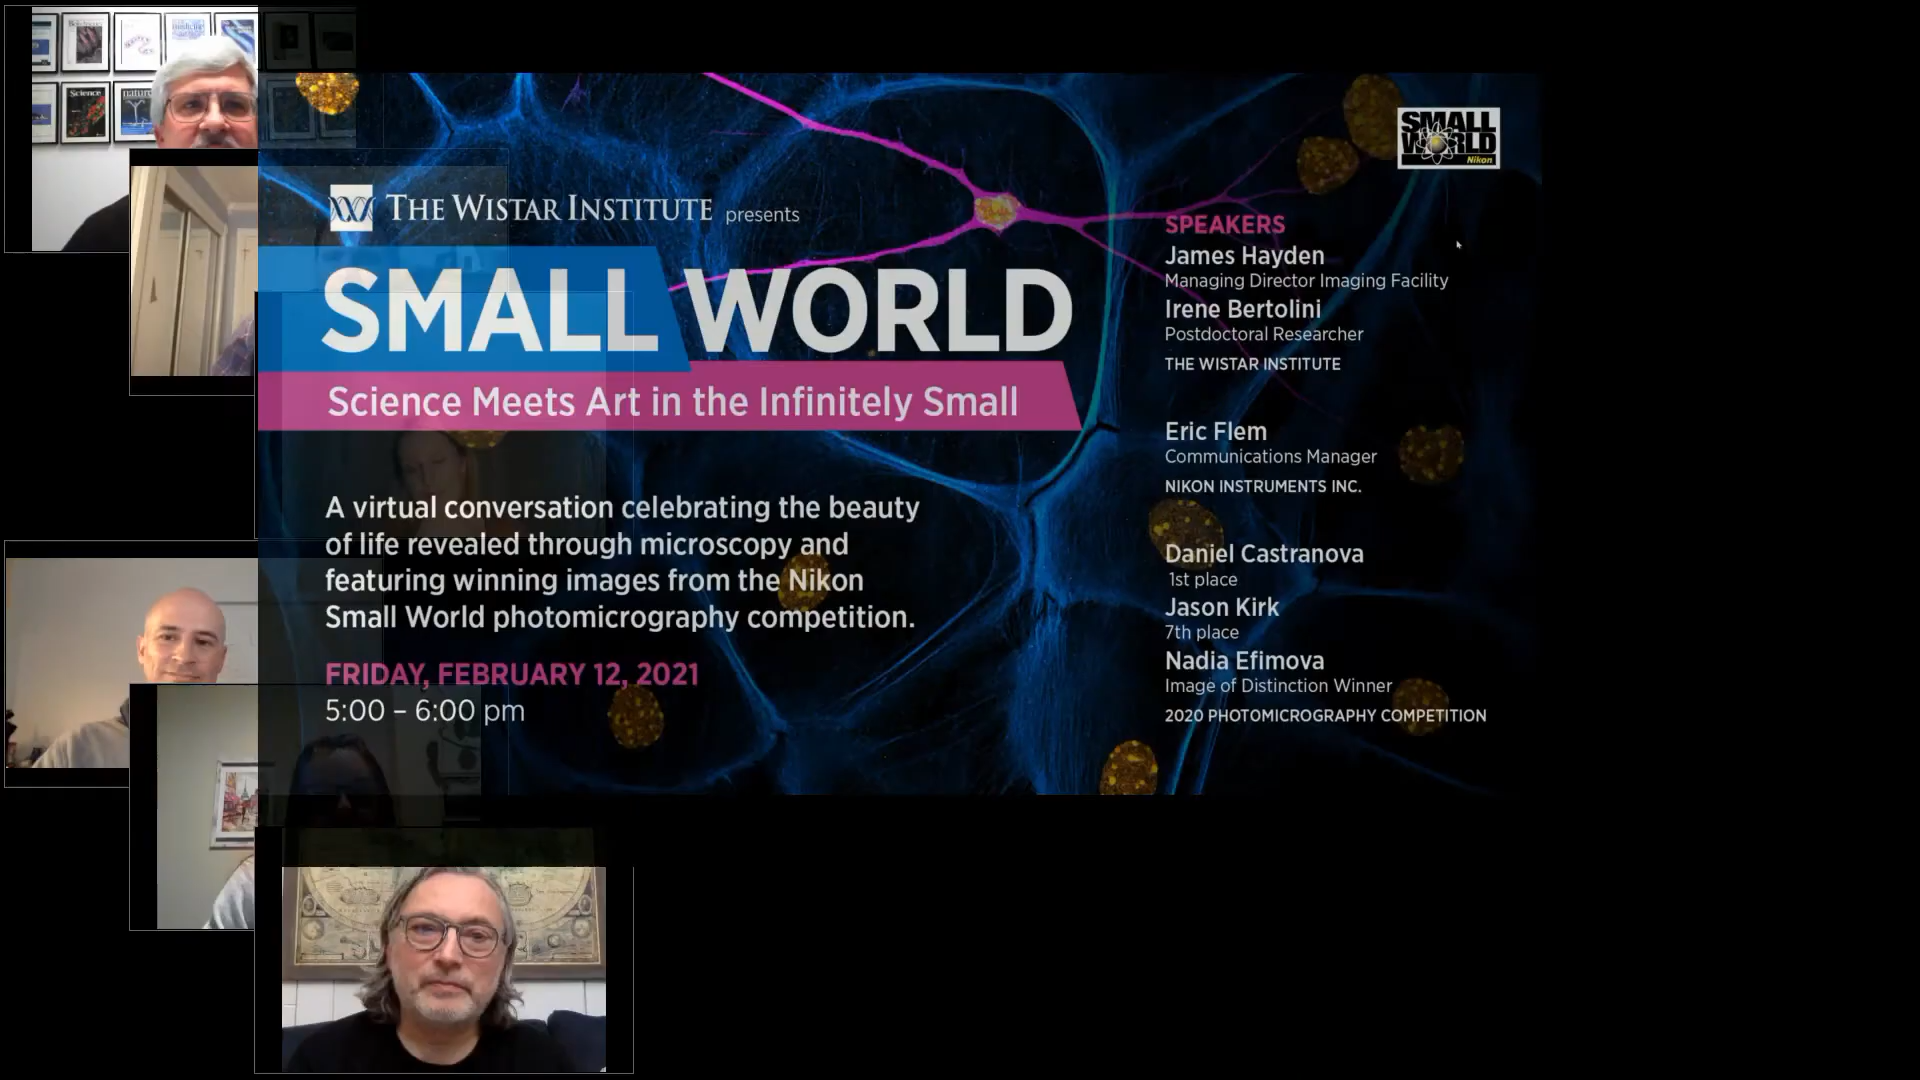 Science
nature
THE WISTAR INSTITUTE presents
SMALL WORLD
Science Meets Art in the Infinitely Small
A virtual conversation celebrating the beauty
of life revealed through microscopy and
featuring winning images from the Nikon
Small World photomicrography competition.
FRIDAY, FEBRUARY 12, 2021
5:00 – 6:00 pm
SMALL
WORLD
Nikon
SPEAKERS
James Hayden
Managing Director Imaging Facility
Irene Bertolini
Postdoctoral Researcher
THE WISTAR INSTITUTE
Eric Flem
Communications Manager
NIKON INSTRUMENTS INC.
Daniel Castranova
1st place
Jason Kirk
7th place
Nadia Efimova
Image of Distinction Winner
2020 PHOTOMICROGRAPHY COMPETITION